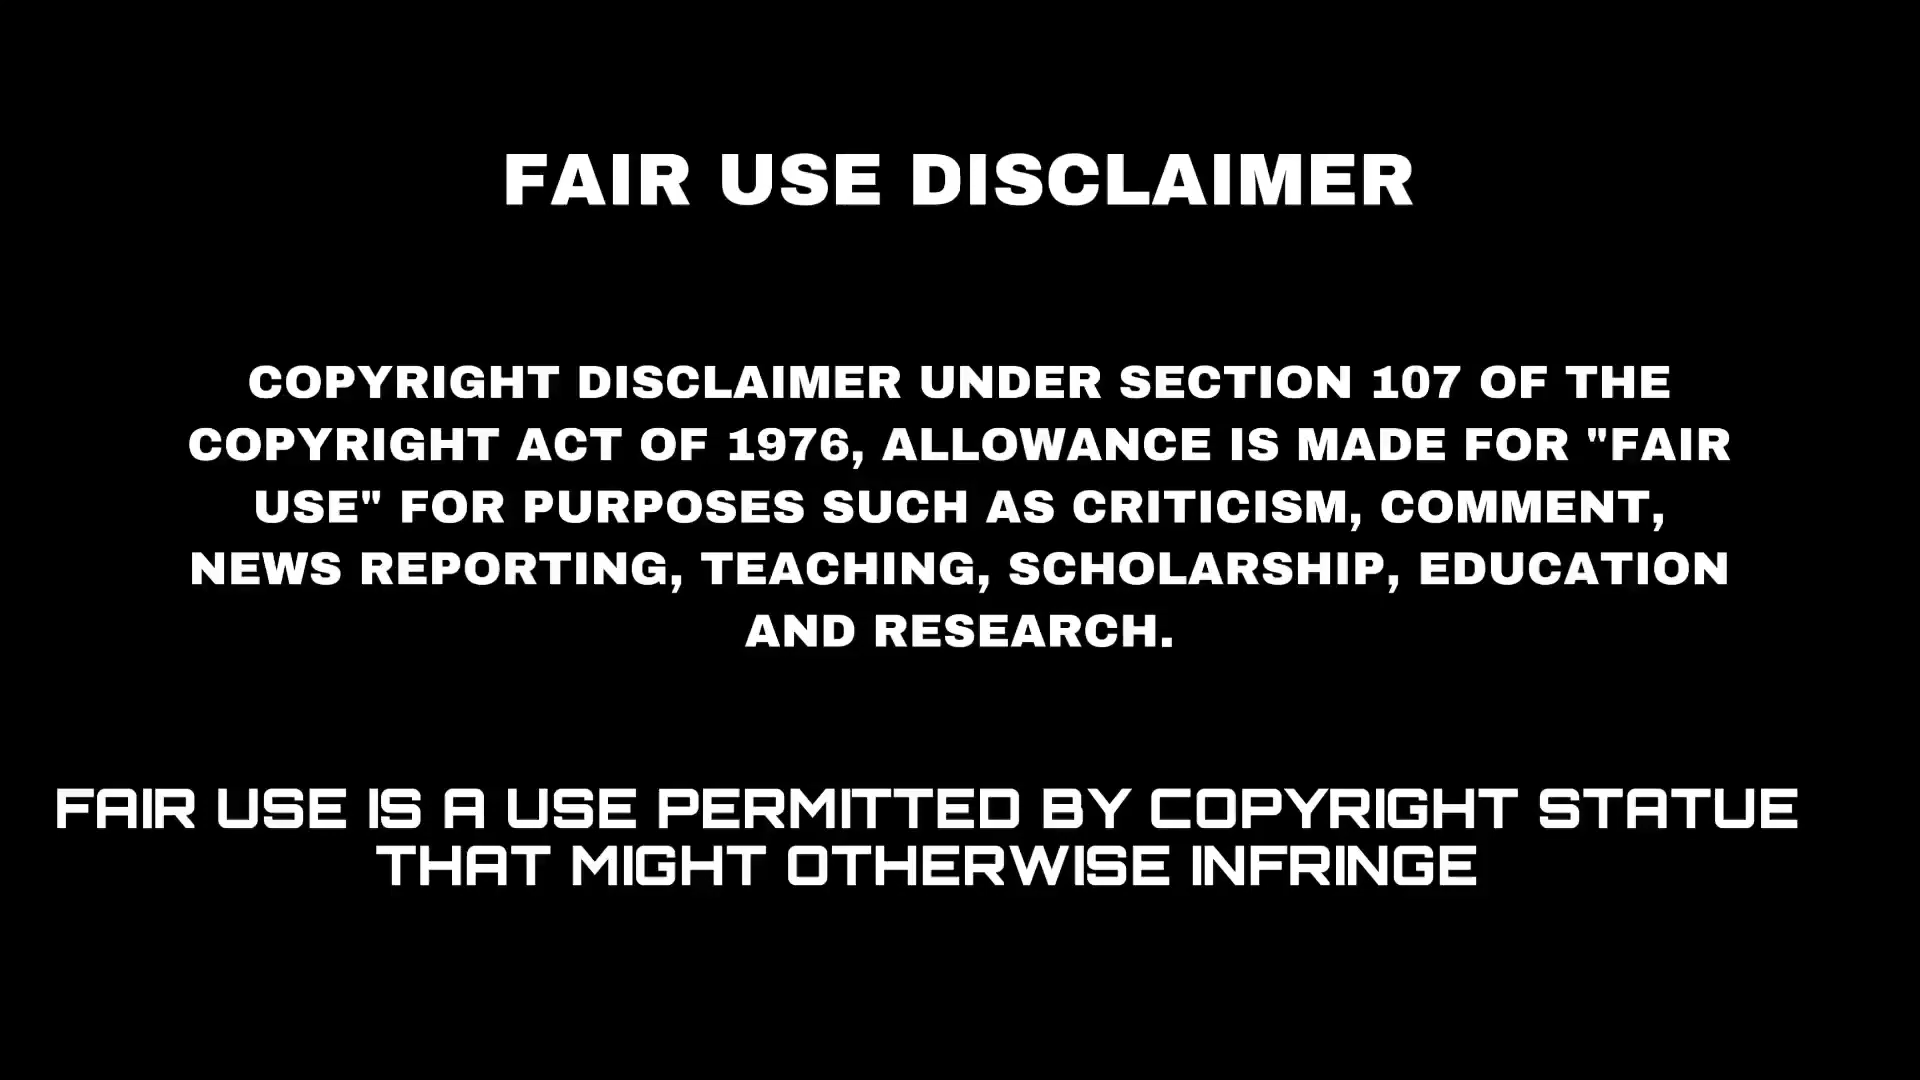 FAIR USE DISCLAIMER
COPYRIGHT DISCLAIMER UNDER SECTION 107 OF THE
COPYRIGHT ACT OF 1976, ALLOWANCE IS MADE FOR "FAIR
USE" FOR PURPOSES SUCH AS CRITICISM, COMMENT,
NEWS REPORTING, TEACHING, SCHOLARSHIP, EDUCATION
AND RESEARCH.
FAIR USE IS A USE PERMITTED BY COPYRIGHT STATUE
THAT MIGHT OTHERWISE INFRINGE